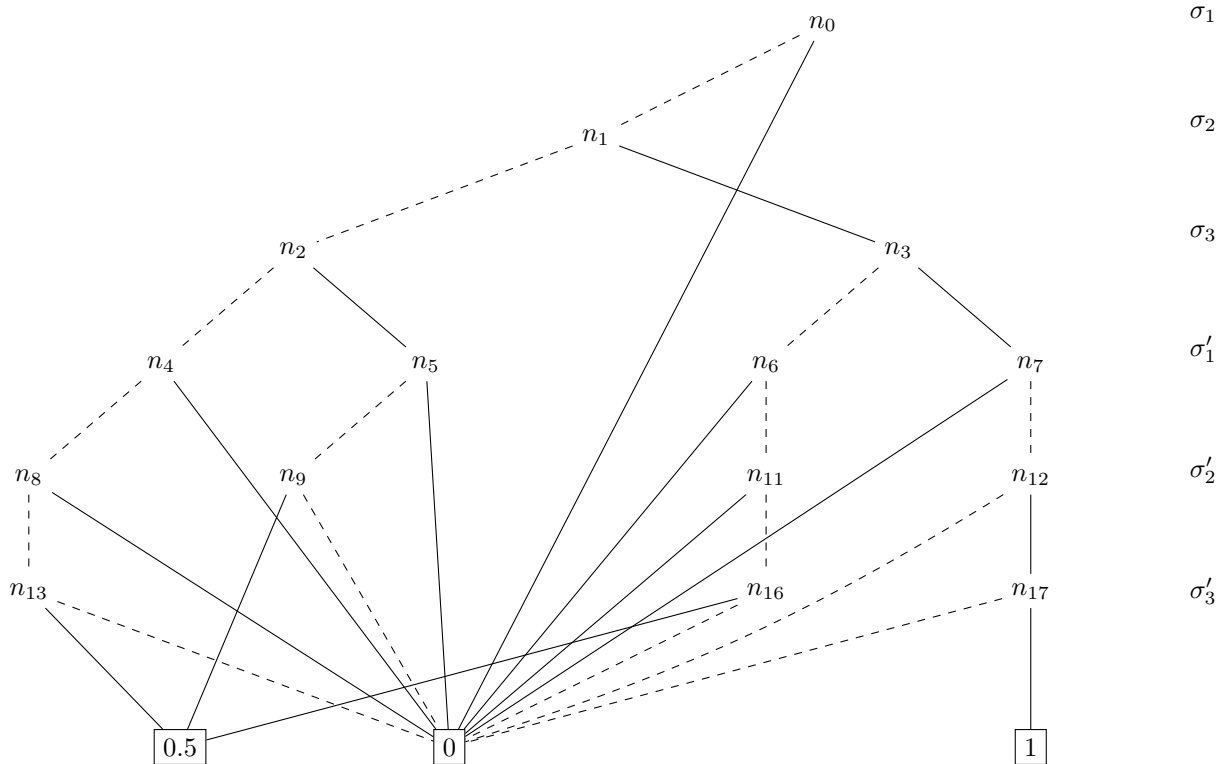 n₀ σ₁
n₁ σ₂
n₂ n₃ σ₃
n₄ n₅ n₆ n₇ σ′₁
n₈ n₉ n₁₁ n₁₂ σ′₂
n₁₃ n₁₆ n₁₇ σ′₃
0.5 0 1